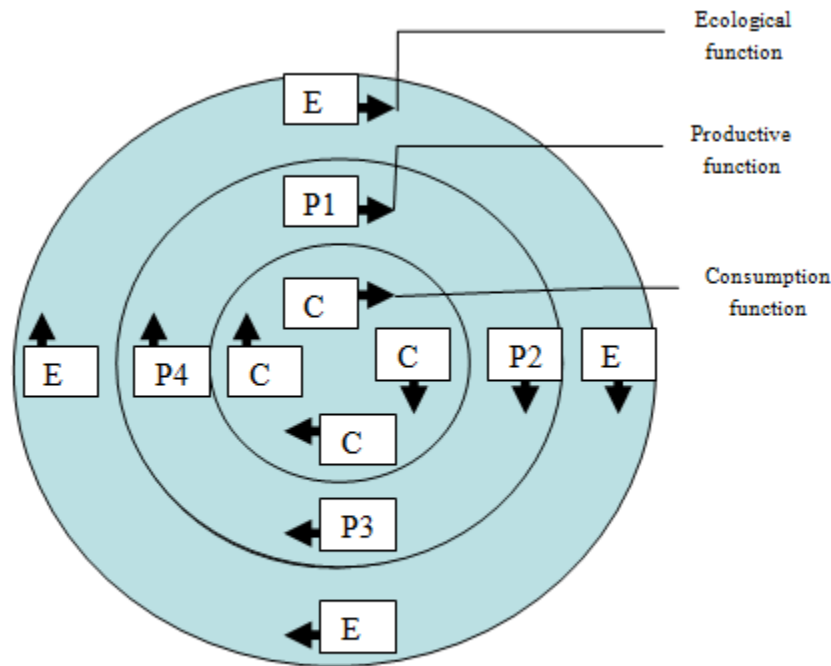 Ecological
function
E
Productive
function
P1
Consumption
function
C
E
P4
C
C
P2
E
C
P3
E